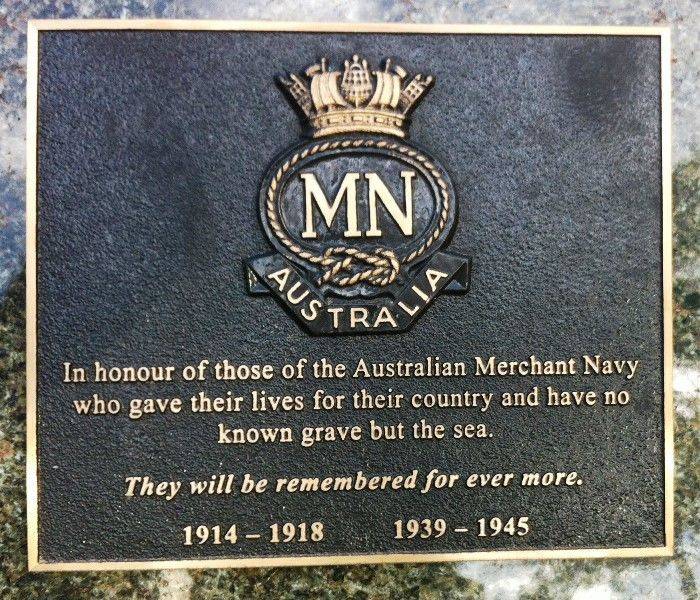 MN
AUSTRALIA
In honour of those of the Australian Merchant Navy
who gave their lives for their country and have no
known grave but the sea.
They will be remembered for ever more.
1914 – 1918 1939 – 1945